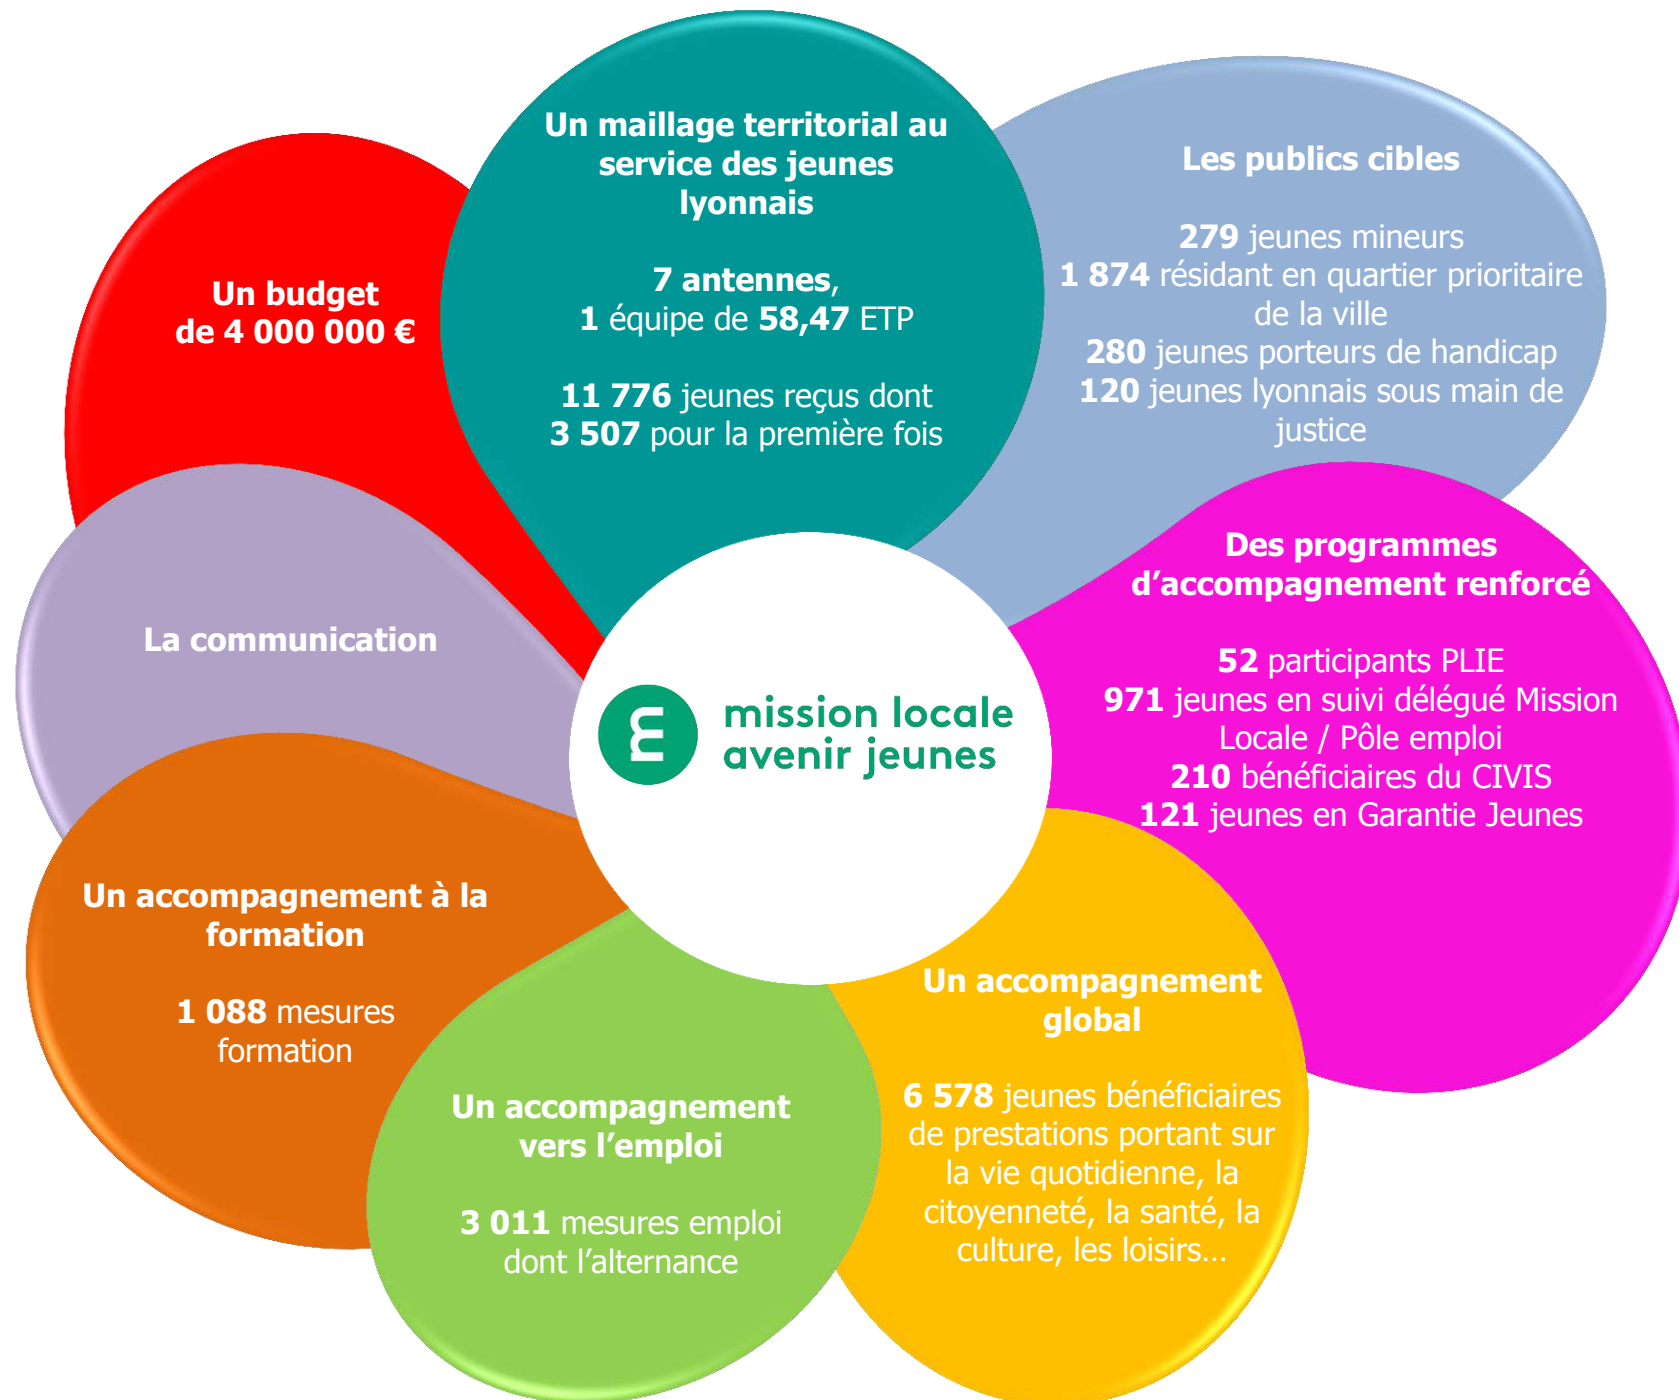 Un maillage territorial au
service des jeunes
lyonnais
7 antennes,
1 équipe de 58,47 ETP
11 776 jeunes reçus dont
3 507 pour la première fois
Les publics cibles
279 jeunes mineurs
1 874 résidant en quartier prioritaire
de la ville
280 jeunes porteurs de handicap
120 jeunes lyonnais sous main de
justice
Des programmes
d’accompagnement renforcé
52 participants PLIE
971 jeunes en suivi délégué Mission
Locale / Pôle emploi
210 bénéficiaires du CIVIS
121 jeunes en Garantie Jeunes
Un accompagnement
global
6 578 jeunes bénéficiaires
de prestations portant sur
la vie quotidienne, la
citoyenneté, la santé, la
culture, les loisirs…
Un accompagnement
vers l’emploi
3 011 mesures emploi
dont l’alternance
Un accompagnement à la
formation
1 088 mesures
formation
La communication
Un budget
de 4 000 000 €
m
mission locale
avenir jeunes